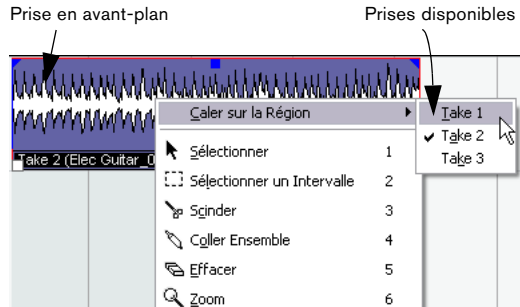 Prise en avant-plan
Prises disponibles
Caler sur la Région
Take 1
Take 2
Take 3
Take 2 (Elec Guitar_0
Sélectionner 1
Sélectionner un Intervalle 2
Scinder 3
Coller Ensemble 4
Effacer 5
Zoom 6